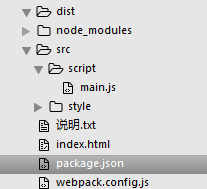 dist
node_modules
src
script
main.js
style
说明.txt
index.html
package.json
webpack.config.js